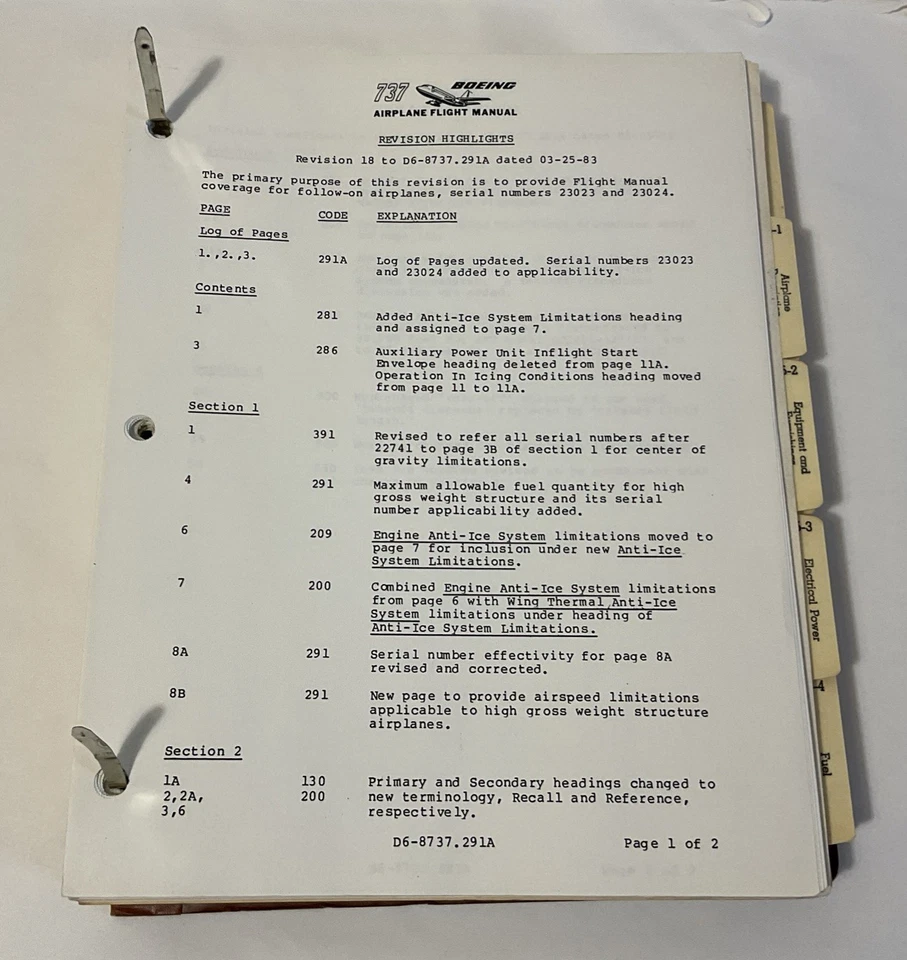 737 BOEING
AIRPLANE FLIGHT MANUAL
REVISION HIGHLIGHTS
Revision 18 to D6-8737.291A dated 03-25-83
The primary purpose of this revision is to provide Flight Manual
coverage for follow-on airplanes, serial numbers 23023 and 23024.
PAGE CODE EXPLANATION
Log of Pages
1.,2.,3. 291A Log of Pages updated. Serial numbers 23023
and 23024 added to applicability.
Contents
1 281 Added Anti-Ice System Limitations heading
and assigned to page 7.
3 286 Auxiliary Power Unit Inflight Start
Envelope heading deleted from page 11A.
Operation In Icing Conditions heading moved
from page 11 to 11A.
Section 1
1 391 Revised to refer all serial numbers after
22741 to page 3B of section 1 for center of
gravity limitations.
4 291 Maximum allowable fuel quantity for high
gross weight structure and its serial
number applicability added.
6 209 Engine Anti-Ice System limitations moved to
page 7 for inclusion under new Anti-Ice
System Limitations.
7 200 Combined Engine Anti-Ice System limitations
from page 6 with Wing Thermal Anti-Ice
System limitations under heading of
Anti-Ice System Limitations.
8A 291 Serial number effectivity for page 8A
revised and corrected.
8B 291 New page to provide airspeed limitations
applicable to high gross weight structure
airplanes.
Section 2
1A 130 Primary and Secondary headings changed to
2,2A, 200 new terminology, Recall and Reference,
3,6 respectively.
D6-8737.291A Page 1 of 2
-1
Airplane
-2
Equipment and
-3
Electrical Power
-4
Fuel